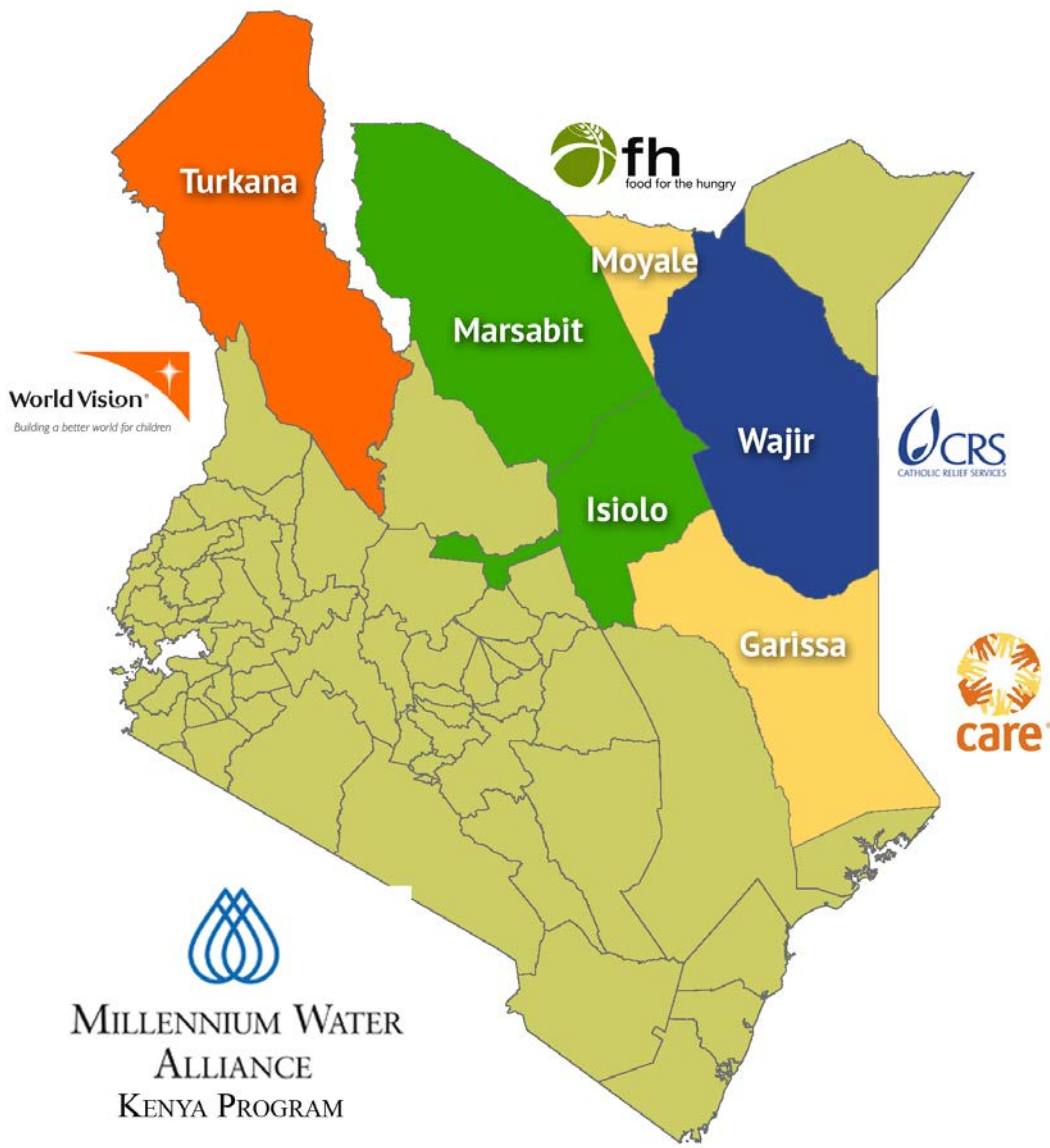 fh
food for the hungry
Turkana
Moyale
Marsabit
World Vision®
Building a better world for children
Wajir
CRS
CATHOLIC RELIEF SERVICES
Isiolo
Garissa
care®
MILLENNIUM WATER
ALLIANCE
KENYA PROGRAM